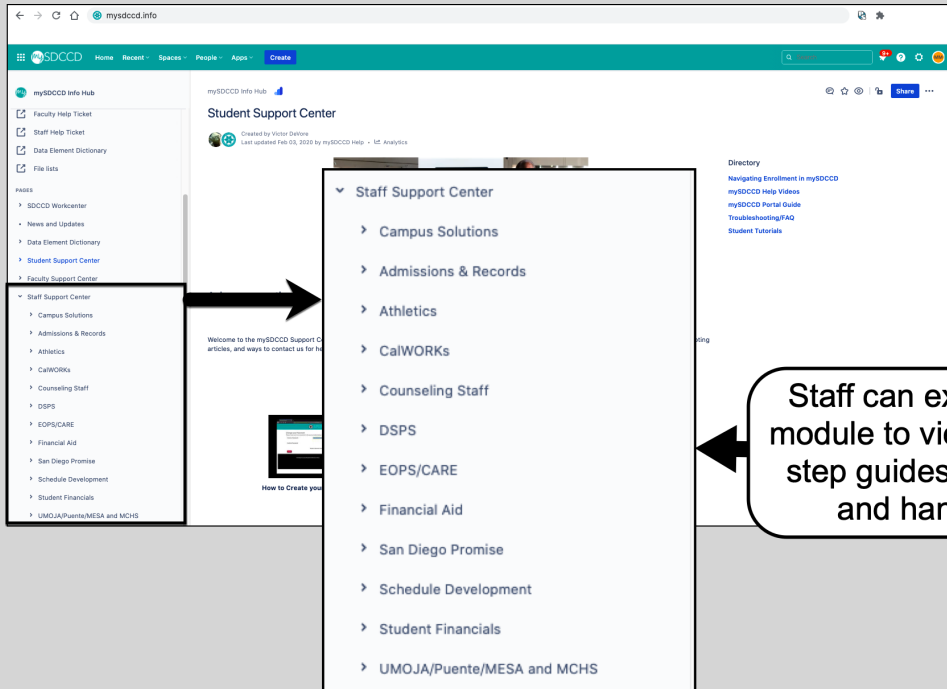 mysdccd.info
mySDCCD Home Recent Spaces People Apps Create 9+
mySDCCD Info Hub
Faculty Help Ticket
Staff Help Ticket
Data Element Dictionary
File lists
PAGES
SDCCD Workcenter
News and Updates
Data Element Dictionary
Student Support Center
Faculty Support Center
Staff Support Center
Campus Solutions
Admissions & Records
Athletics
CalWORKs
Counseling Staff
DSPS
EOPS/CARE
Financial Aid
San Diego Promise
Schedule Development
Student Financials
UMOJA/Puente/MESA and MCHS
mySDCCD Info Hub
Share
Student Support Center
Created by Victor DeVore
Last updated Feb 03, 2020 by mySDCCD Help • Analytics
Directory
Navigating Enrollment in mySDCCD
mySDCCD Help Videos
mySDCCD Portal Guide
Troubleshooting/FAQ
Student Tutorials
Welcome to the mySDCCD Support C
oting
articles, and ways to contact us for he
How to Create your
Staff Support Center
Campus Solutions
Admissions & Records
Athletics
CalWORKs
Counseling Staff
DSPS
EOPS/CARE
Financial Aid
San Diego Promise
Schedule Development
Student Financials
UMOJA/Puente/MESA and MCHS
Staff can ex
module to vie
step guides
and han